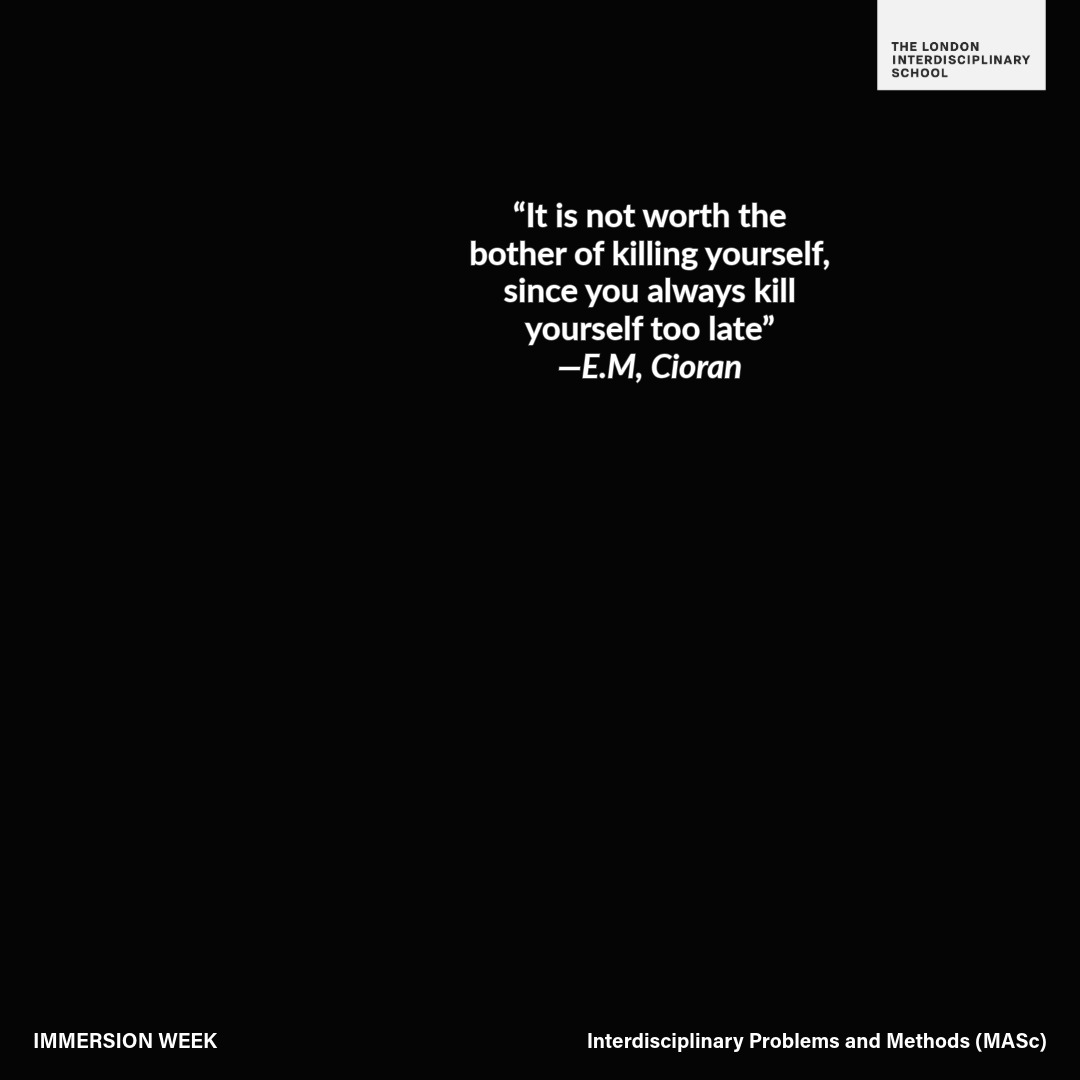 THE LONDON
INTERDISCIPLINARY
SCHOOL
“It is not worth the
bother of killing yourself,
since you always kill
yourself too late”
—E.M, Cioran
IMMERSION WEEK
Interdisciplinary Problems and Methods (MASc)